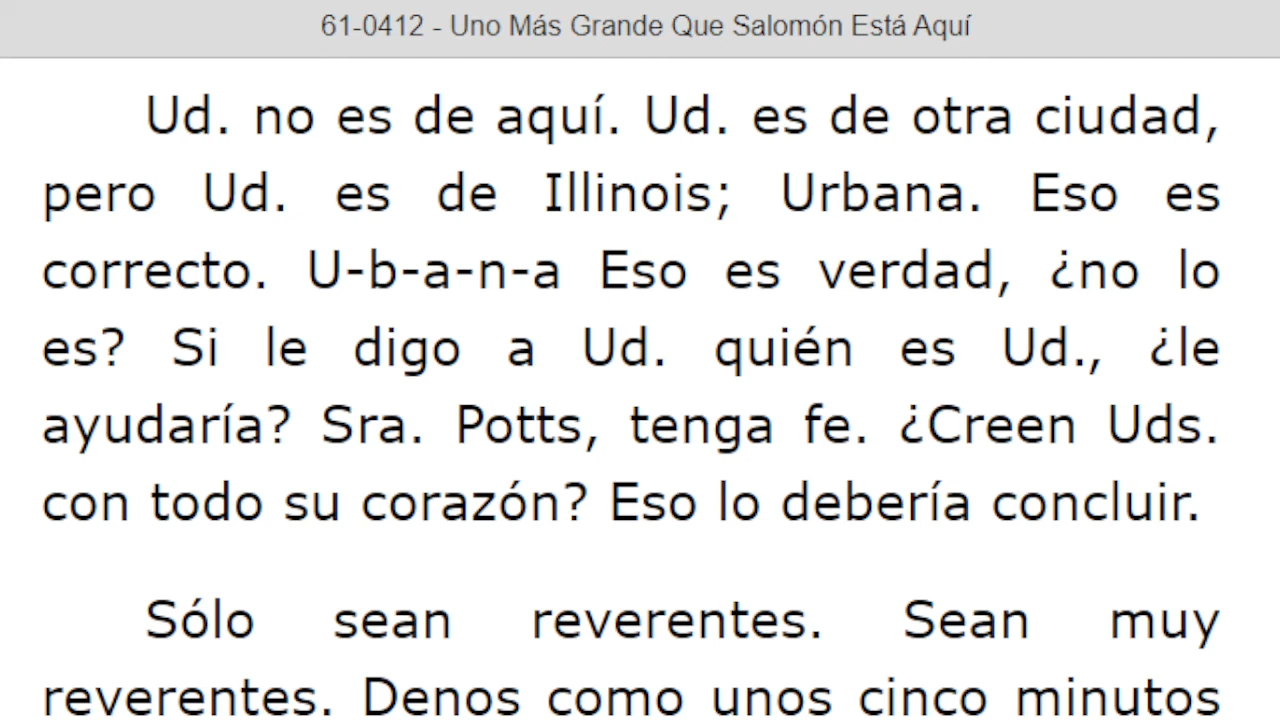 61-0412 - Uno Más Grande Que Salomón Está Aquí
Ud. no es de aquí. Ud. es de otra ciudad,
pero Ud. es de Illinois; Urbana. Eso es
correcto. U-b-a-n-a Eso es verdad, ¿no lo
es? Si le digo a Ud. quién es Ud., ¿le
ayudaría? Sra. Potts, tenga fe. ¿Creen Uds.
con todo su corazón? Eso lo debería concluir.
Sólo sean reverentes. Sean muy
reverentes. Denos como unos cinco minutos